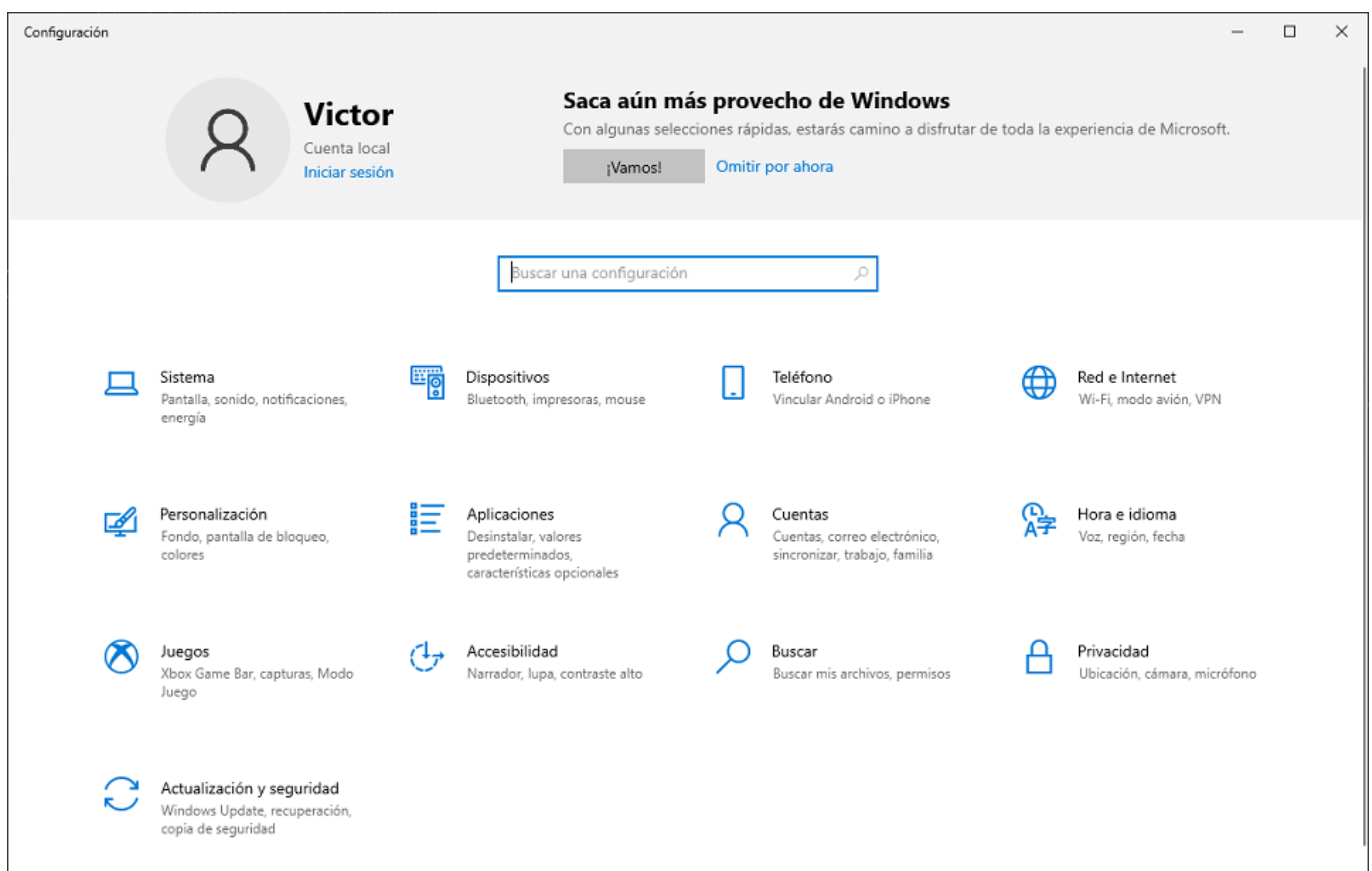 Configuración
Victor
Cuenta local
Iniciar sesión
Saca aún más provecho de Windows
Con algunas selecciones rápidas, estarás camino a disfrutar de toda la experiencia de Microsoft.
¡Vamos!
Omitir por ahora
Buscar una configuración
Sistema
Pantalla, sonido, notificaciones,
energía
Dispositivos
Bluetooth, impresoras, mouse
Teléfono
Vincular Android o iPhone
Red e Internet
Wi-Fi, modo avión, VPN
Personalización
Fondo, pantalla de bloqueo,
colores
Aplicaciones
Desinstalar, valores
predeterminados,
características opcionales
Cuentas
Cuentas, correo electrónico,
sincronizar, trabajo, familia
Hora e idioma
Voz, región, fecha
Juegos
Xbox Game Bar, capturas, Modo
Juego
Accesibilidad
Narrador, lupa, contraste alto
Buscar
Buscar mis archivos, permisos
Privacidad
Ubicación, cámara, micrófono
Actualización y seguridad
Windows Update, recuperación,
copia de seguridad